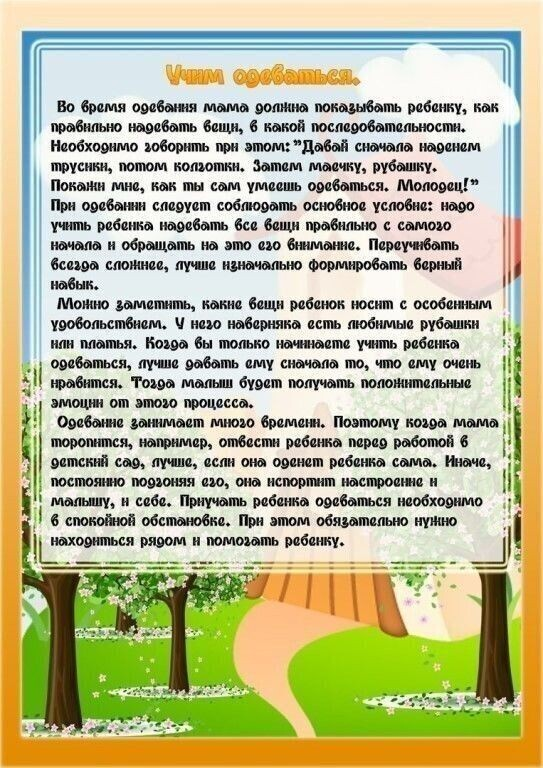 Учим одеваться.
Во время одевания мама должна показывать ребенку, как
правильно надевать вещи, в какой последовательности.
Необходимо говорить при этом: "Давай сначала наденем
трусики, потом колготки. Затем маечку, рубашку.
Покажи мне, как ты сам умеешь одеваться. Молодец!"
При одевании следует соблюдать основное условие: надо
учить ребенка надевать все вещи правильно с самого
начала и обращать на это его внимание. Переучивать
всегда сложнее, лучше изначально формировать верный
навык.
Можно заметить, какие вещи ребенок носит с особенным
удовольствием. У него наверняка есть любимые рубашки
или платья. Когда вы только начинаете учить ребенка
одеваться, лучше давать ему сначала то, что ему очень
нравится. Тогда малыш будет получать положительные
эмоции от этого процесса.
Одевание занимает много времени. Поэтому когда мама
торопится, например, отвести ребенка перед работой в
детский сад, лучше, если она оденет ребенка сама. Иначе,
постоянно подгоняя его, она испортит настроение и
малышу, и себе. Приучать ребенка одеваться необходимо
в спокойной обстановке. При этом обязательно нужно
находиться рядом и помогать ребенку.